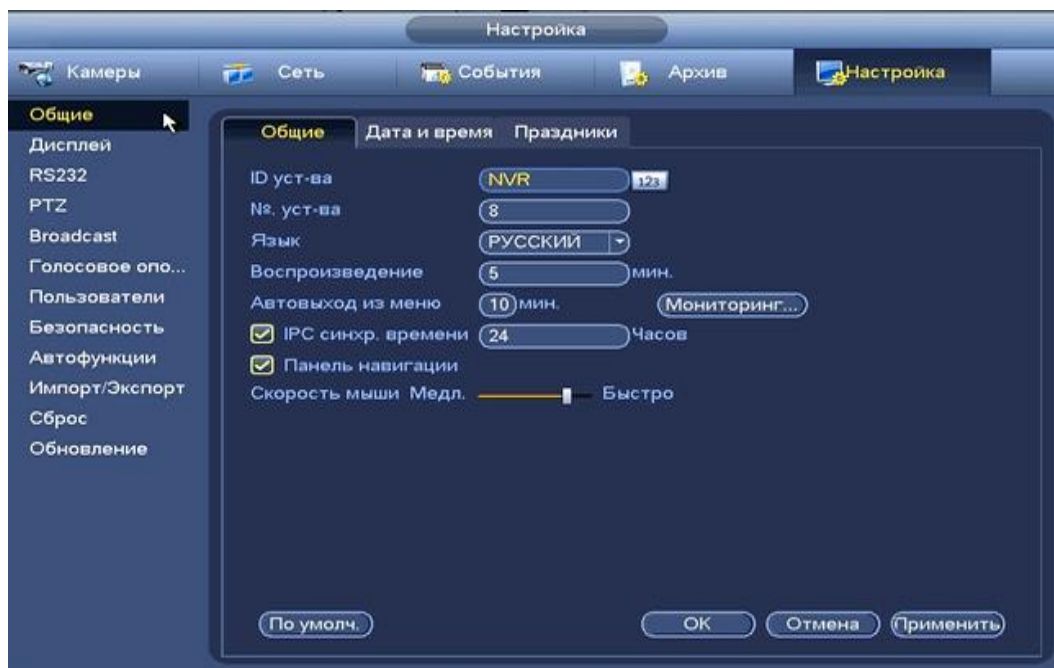 Настройка
Камеры Сеть События Архив Настройка
Общие
Дисплей
RS232
PTZ
Broadcast
Голосовое опо...
Пользователи
Безопасность
Автофункции
Импорт/Экспорт
Сброс
Обновление
Общие Дата и время Праздники
ID уст-ва NVR 123
№. уст-ва 8
Язык РУССКИЙ
Воспроизведение 5 мин.
Автовыход из меню 10 мин. Мониторинг...
IPC синхр. времени 24 Часов
Панель навигации
Скорость мыши Медл. Быстро
По умолч. OK Отмена Применить